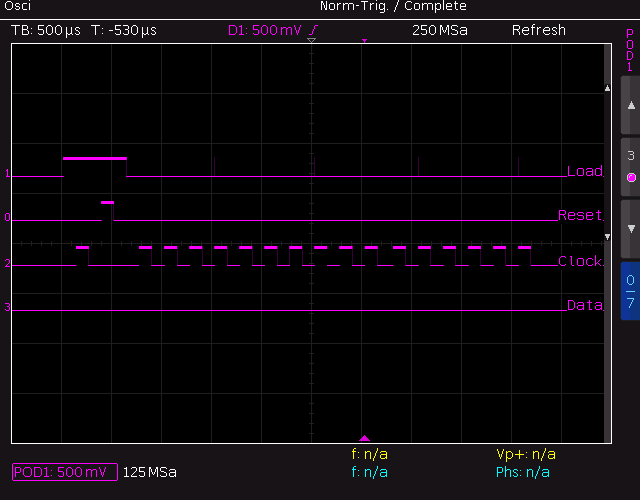 Osci Norm-Trig. / Complete
TB: 500µs T: -530µs D1: 500mV 250MSa Refresh
POD1
1 Load
3
0 Reset
2 Clock
0
7
3 Data
f: n/a Vp+: n/a
POD1: 500mV 125MSa f: n/a Phs: n/a